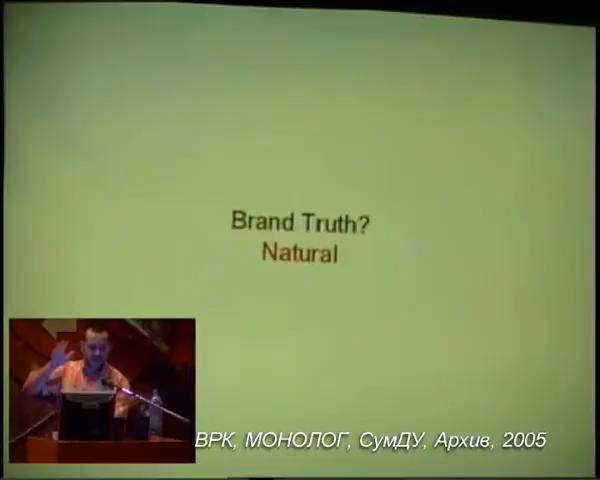 Brand Truth?
Natural
ВРК, МОНОЛОГ, СумДУ, Архив, 2005